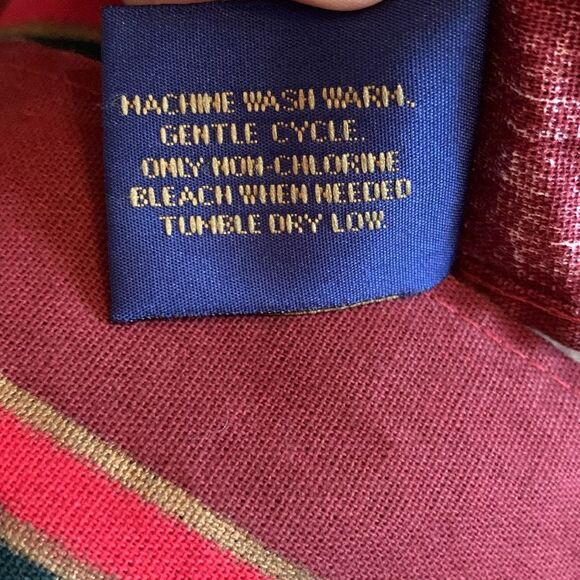 MACHINE WASH WARM.
GENTLE CYCLE.
ONLY NON-CHLORINE
BLEACH WHEN NEEDED
TUMBLE DRY LOW.